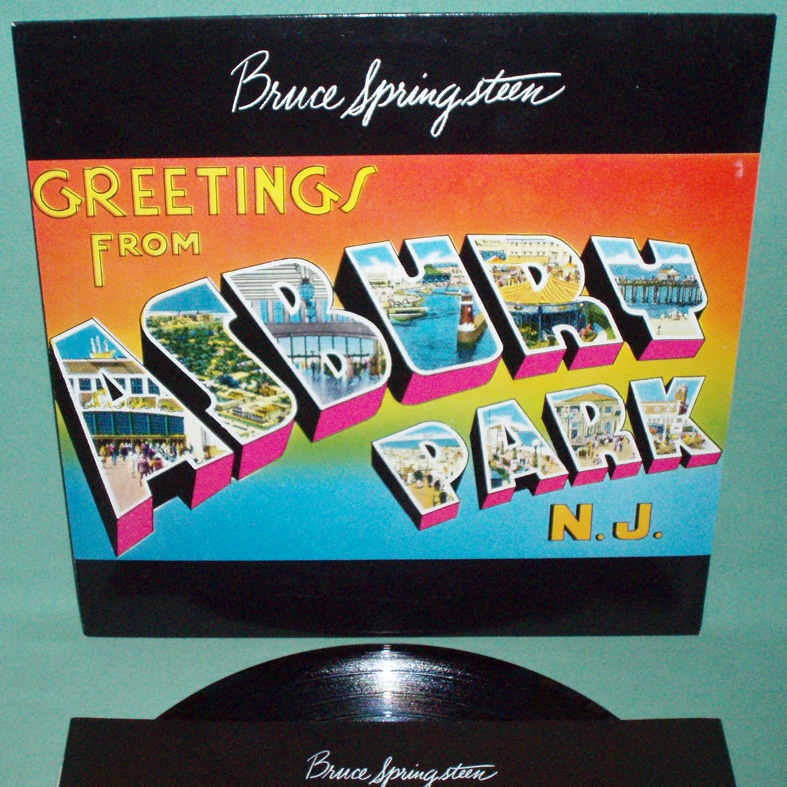 Bruce Springsteen
GREETINGS
FROM
ASBURY
PARK
N.J.
Bruce Springsteen